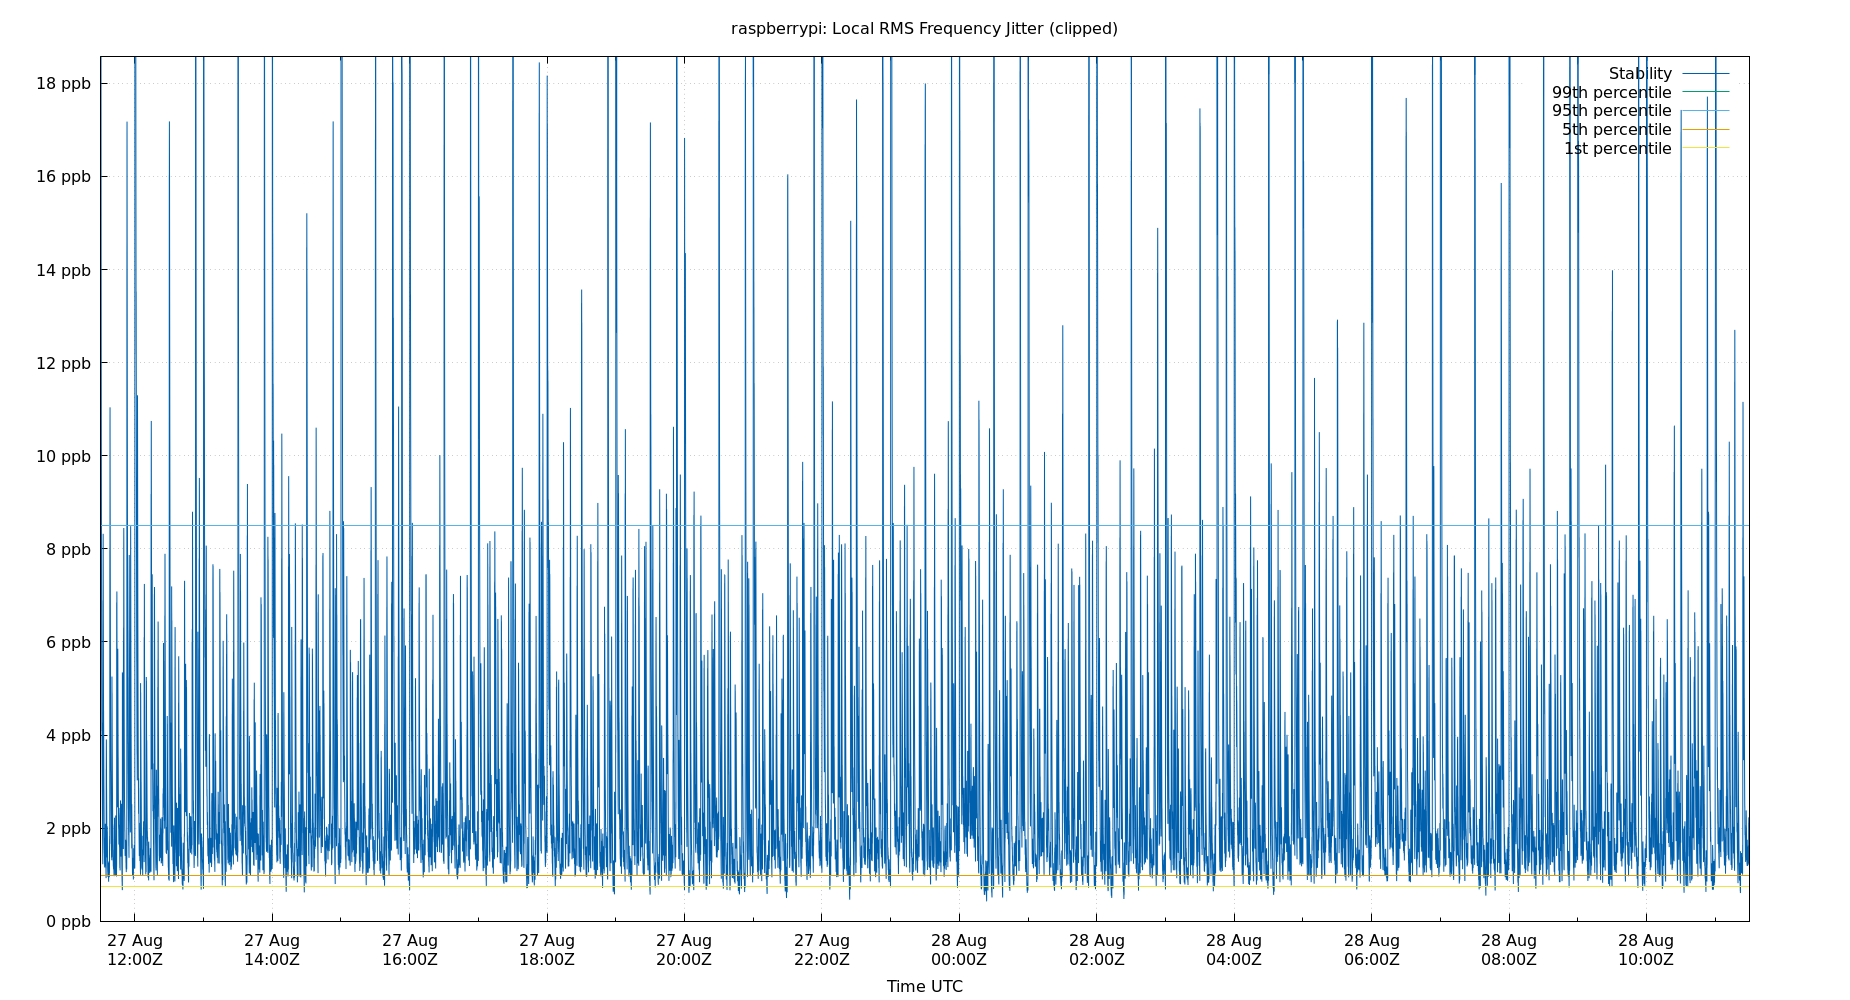 raspberrypi: Local RMS Frequency Jitter (clipped)
18 ppb
16 ppb
14 ppb
12 ppb
10 ppb
8 ppb
6 ppb
4 ppb
2 ppb
0 ppb
Stability
99th percentile
95th percentile
5th percentile
1st percentile
27 Aug 27 Aug 27 Aug 27 Aug 27 Aug 27 Aug 28 Aug 28 Aug 28 Aug 28 Aug 28 Aug 28 Aug
12:00Z 14:00Z 16:00Z 18:00Z 20:00Z 22:00Z 00:00Z 02:00Z 04:00Z 06:00Z 08:00Z 10:00Z
Time UTC